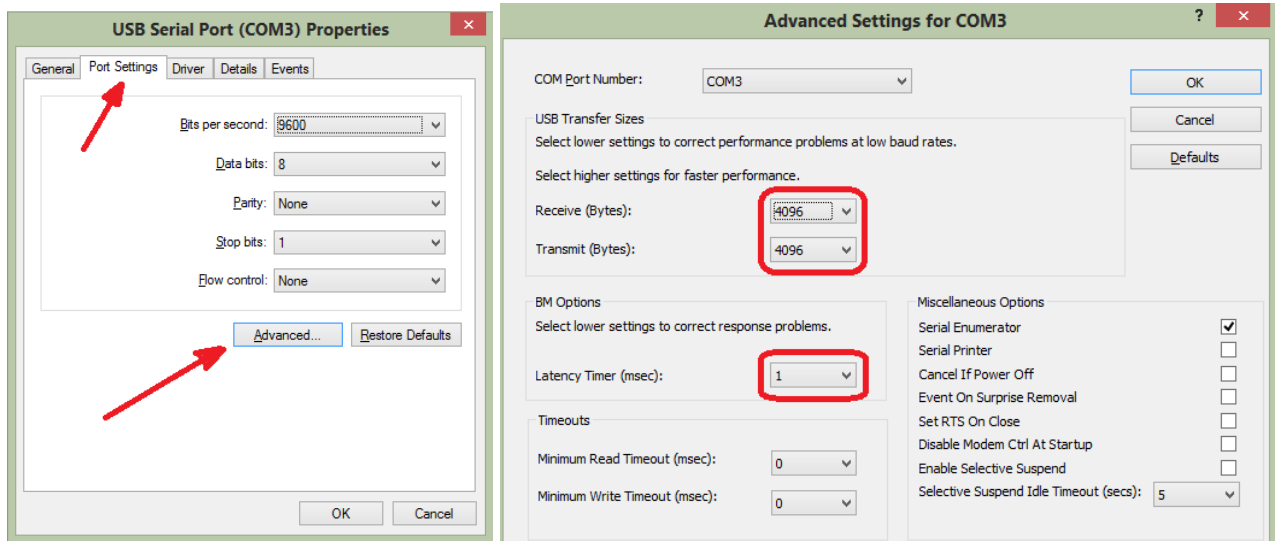 USB Serial Port (COM3) Properties
General Port Settings Driver Details Events
Bits per second: 9600
Data bits: 8
Parity: None
Stop bits: 1
Flow control: None
Advanced... Restore Defaults
OK Cancel
Advanced Settings for COM3
COM Port Number: COM3
OK
Cancel
Defaults
USB Transfer Sizes
Select lower settings to correct performance problems at low baud rates.
Select higher settings for faster performance.
Receive (Bytes): 4096
Transmit (Bytes): 4096
BM Options
Select lower settings to correct response problems.
Latency Timer (msec): 1
Timeouts
Minimum Read Timeout (msec): 0
Minimum Write Timeout (msec): 0
Miscellaneous Options
Serial Enumerator
Serial Printer
Cancel If Power Off
Event On Surprise Removal
Set RTS On Close
Disable Modem Ctrl At Startup
Enable Selective Suspend
Selective Suspend Idle Timeout (secs): 5